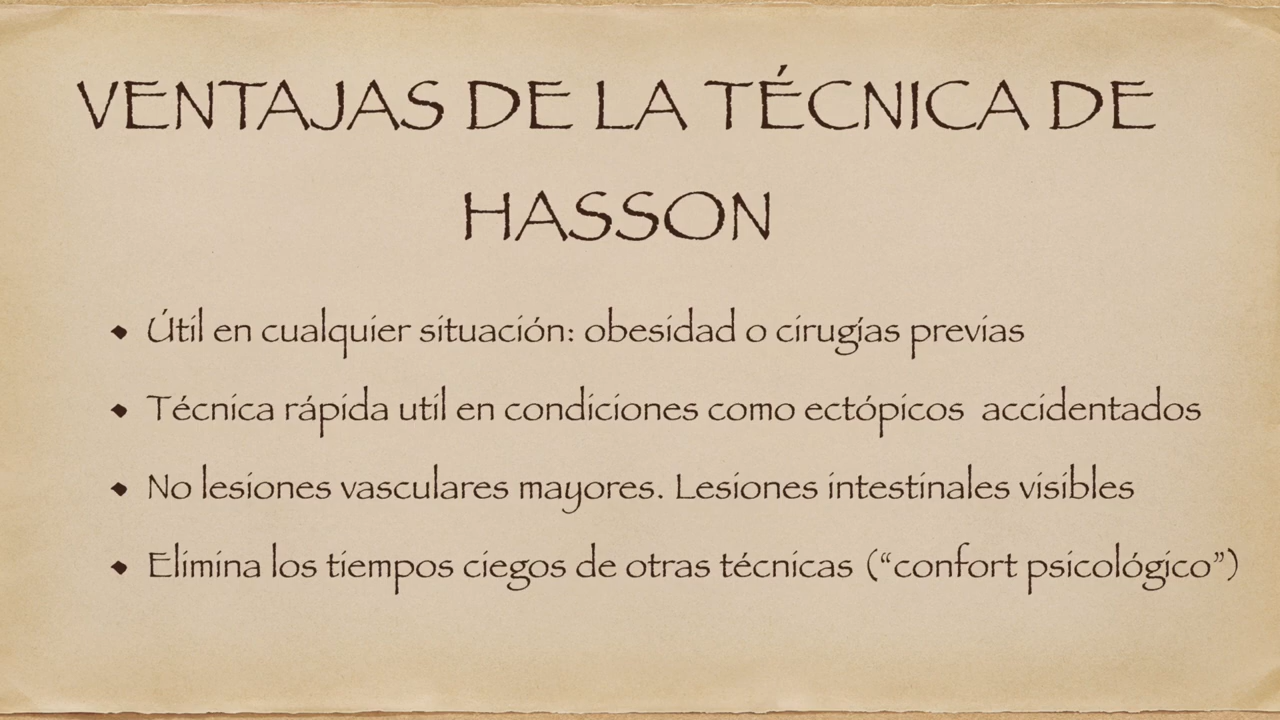 VENTAJAS DE LA TÉCNICA DE
HASSON
• Útil en cualquier situación: obesidad o cirugías previas
• Técnica rápida util en condiciones como ectópicos accidentados
• No lesiones vasculares mayores. Lesiones intestinales visibles
• Elimina los tiempos ciegos de otras técnicas (“confort psicológico”)